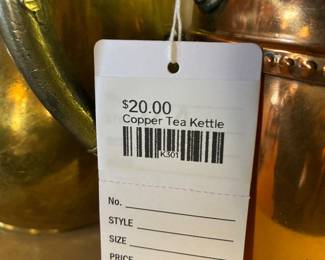 $20.00
Copper Tea Kettle
K301
No.
STYLE
SIZE
PRICE